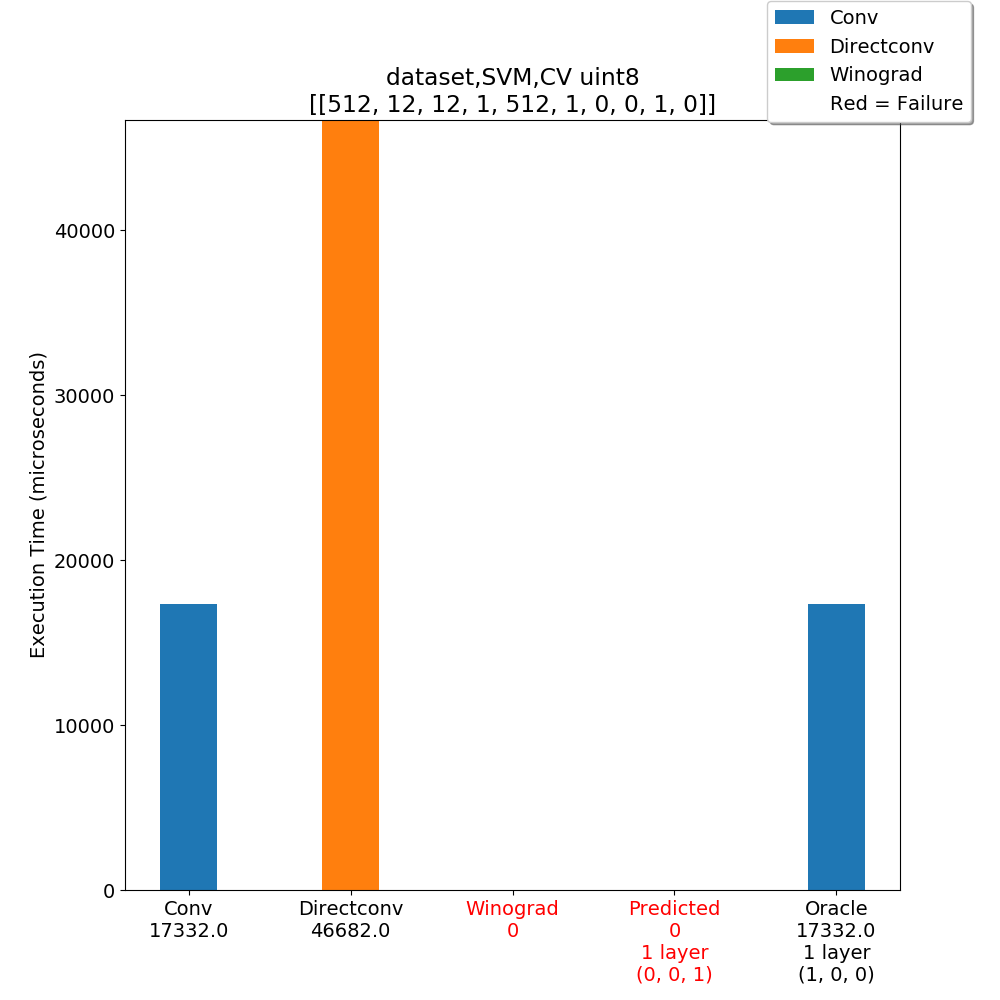 Conv
Directconv
Winograd
Red = Failure
dataset,SVM,CV uint8
[[512, 12, 12, 1, 512, 1, 0, 0, 1, 0]]
Execution Time (microseconds)
40000
30000
20000
10000
0
Conv
17332.0
Directconv
46682.0
Winograd
0
Predicted
0
1 layer
(0, 0, 1)
Oracle
17332.0
1 layer
(1, 0, 0)